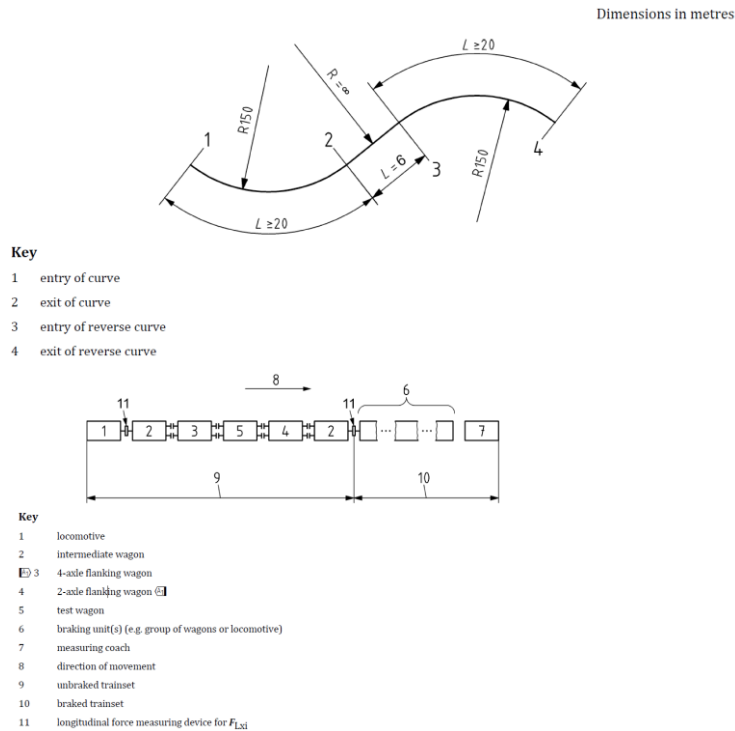 Dimensions in metres
L ≥20
R = ∞
R150
1
2
L = 6
3
R150
4
L ≥20
Key
1 entry of curve
2 exit of curve
3 entry of reverse curve
4 exit of reverse curve
8
6
11
11
1 2 3 5 4 2 ... ... 7
9
10
Key
1 locomotive
2 intermediate wagon
A1 3 4-axle flanking wagon
4 2-axle flanking wagon A1
5 test wagon
6 braking unit(s) (e.g. group of wagons or locomotive)
7 measuring coach
8 direction of movement
9 unbraked trainset
10 braked trainset
11 longitudinal force measuring device for FLxi